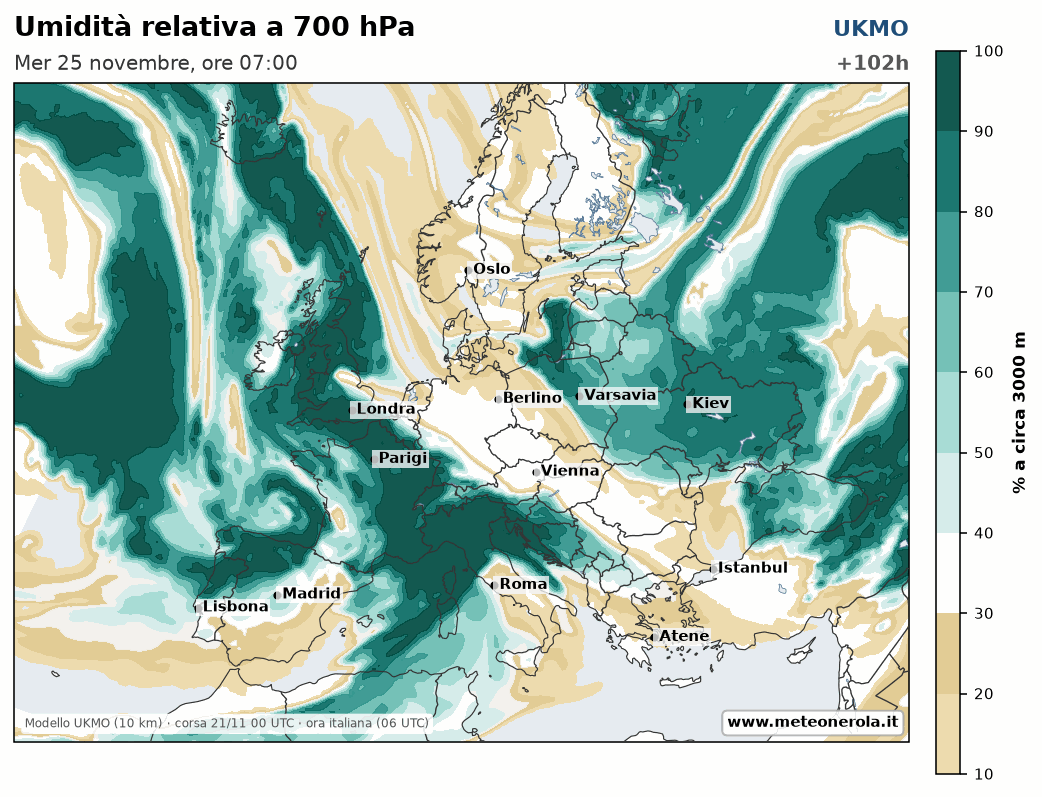 Umidità relativa a 700 hPa
UKMO
Mer 25 novembre, ore 07:00
+102h
100
90
80
70
60
50
40
30
20
10
% a circa 3000 m
Oslo
Berlino
Varsavia
Kiev
Londra
Parigi
Vienna
Istanbul
Roma
Madrid
Lisbona
Atene
Modello UKMO (10 km) · corsa 21/11 00 UTC · ora italiana (06 UTC)
www.meteonerola.it